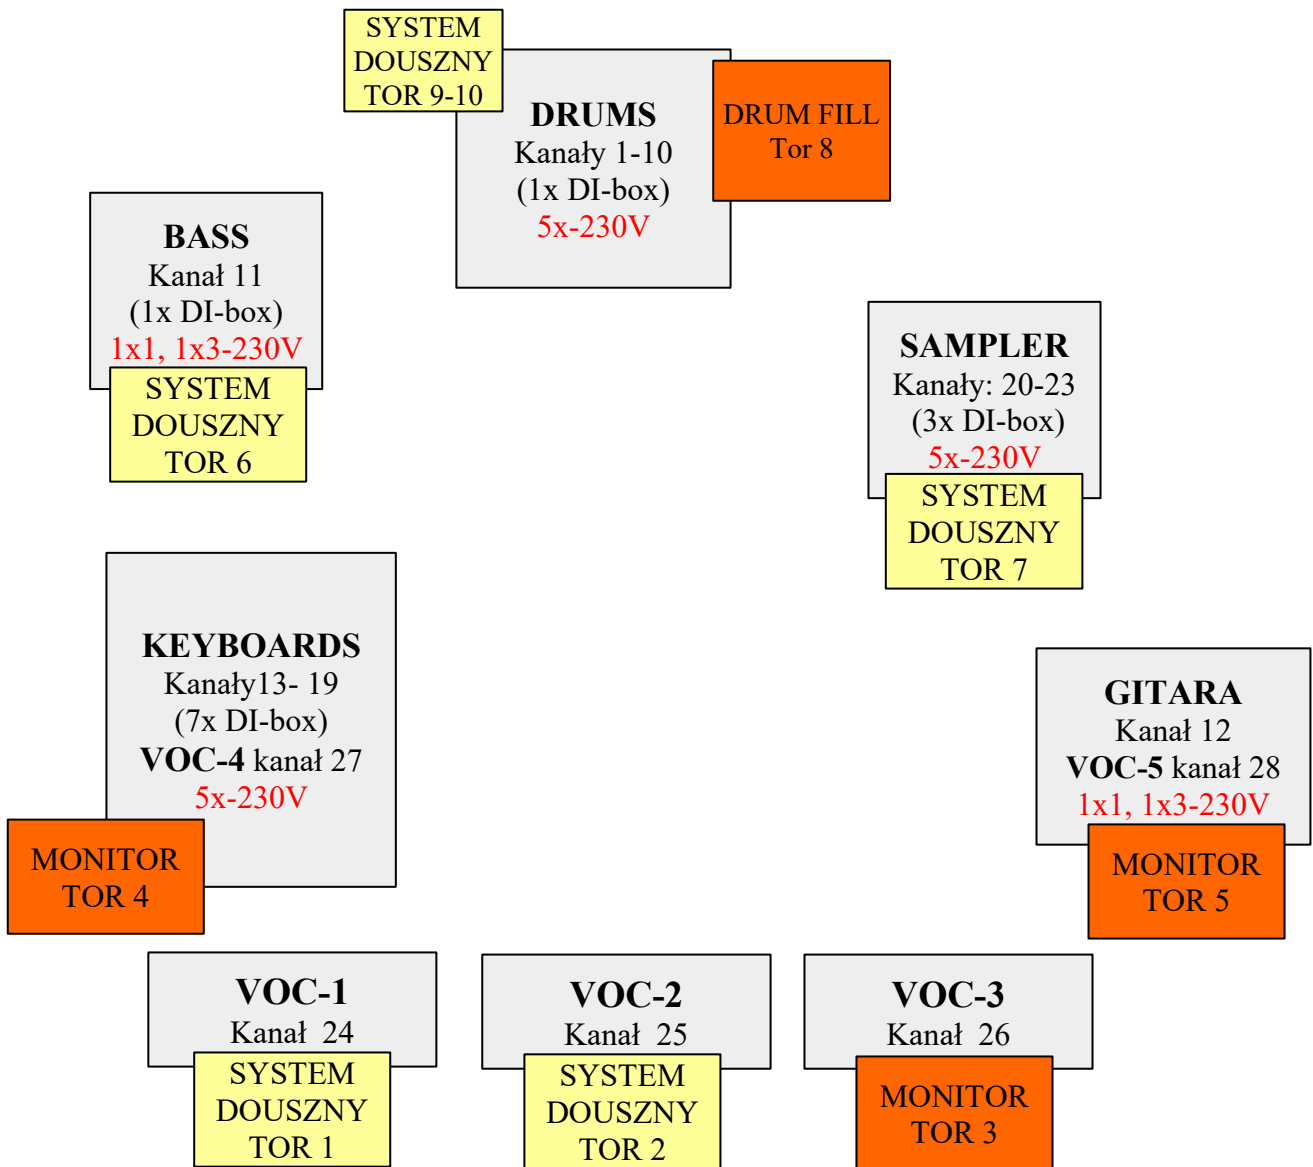 SYSTEM
DOUSZNY
TOR 9-10
DRUMS
Kanały 1-10
(1x DI-box)
5x-230V
DRUM FILL
Tor 8
BASS
Kanał 11
(1x DI-box)
1x1, 1x3-230V
SYSTEM
DOUSZNY
TOR 6
SAMPLER
Kanały: 20-23
(3x DI-box)
5x-230V
SYSTEM
DOUSZNY
TOR 7
KEYBOARDS
Kanały13- 19
(7x DI-box)
VOC-4 kanał 27
5x-230V
MONITOR
TOR 4
GITARA
Kanał 12
VOC-5 kanał 28
1x1, 1x3-230V
MONITOR
TOR 5
VOC-1
Kanał 24
SYSTEM
DOUSZNY
TOR 1
VOC-2
Kanał 25
SYSTEM
DOUSZNY
TOR 2
VOC-3
Kanał 26
MONITOR
TOR 3